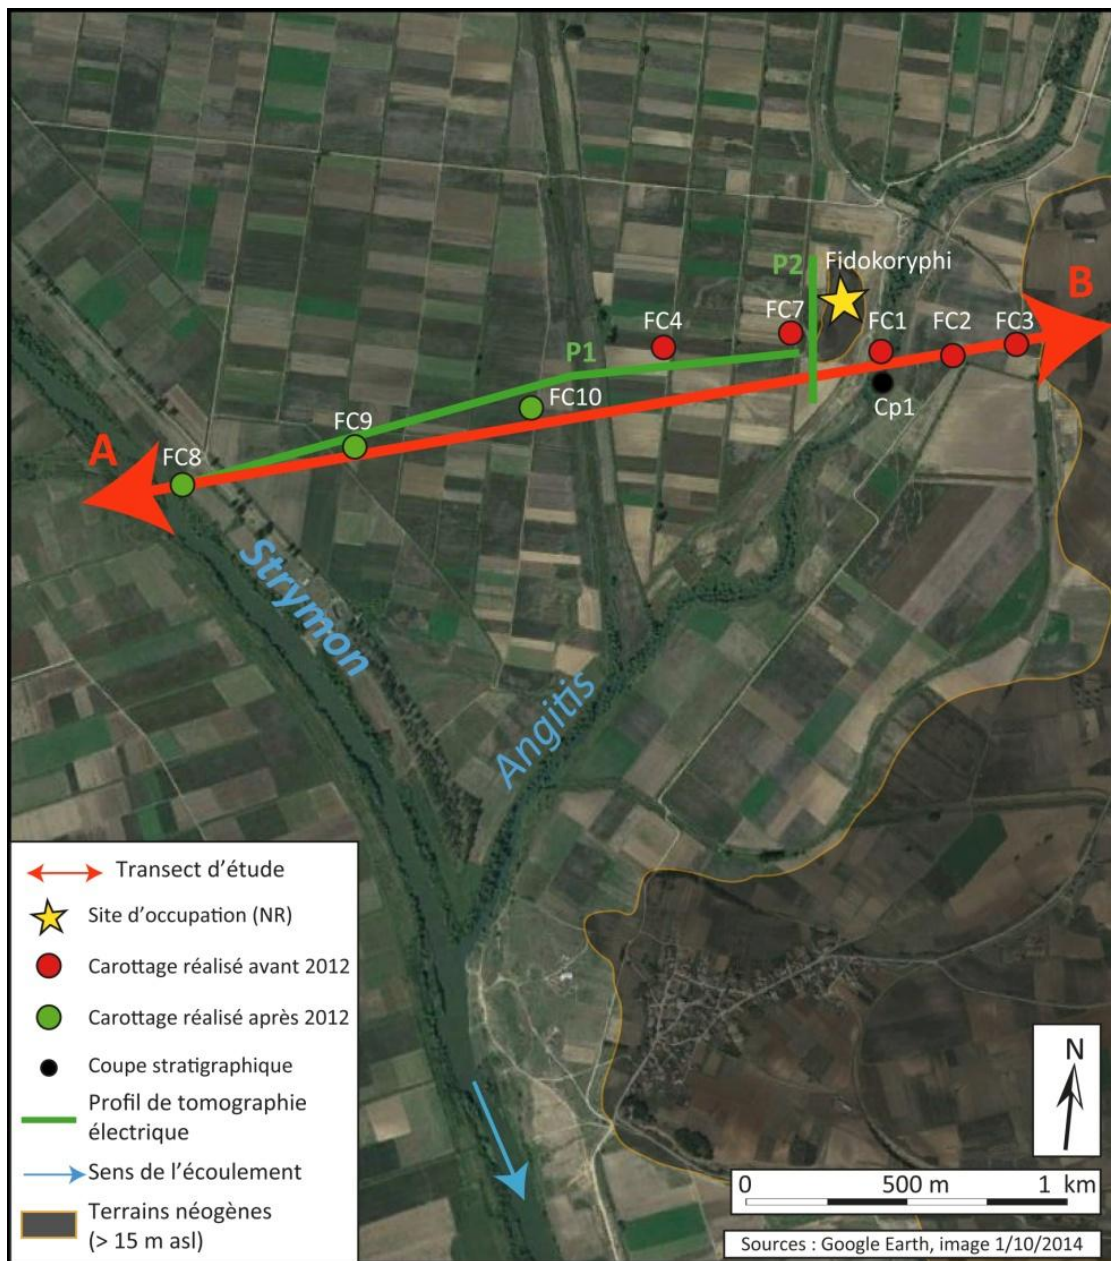 Fidokoryphi
P2
B
FC4
FC7
FC1
FC2
FC3
P1
Cp1
FC10
FC9
A
FC8
Strymon
Angitis
Transect d’étude
Site d’occupation (NR)
Carottage réalisé avant 2012
Carottage réalisé après 2012
Coupe stratigraphique
Profil de tomographie
électrique
Sens de l’écoulement
Terrains néogènes
(> 15 m asl)
N
0 500 m 1 km
Sources : Google Earth, image 1/10/2014